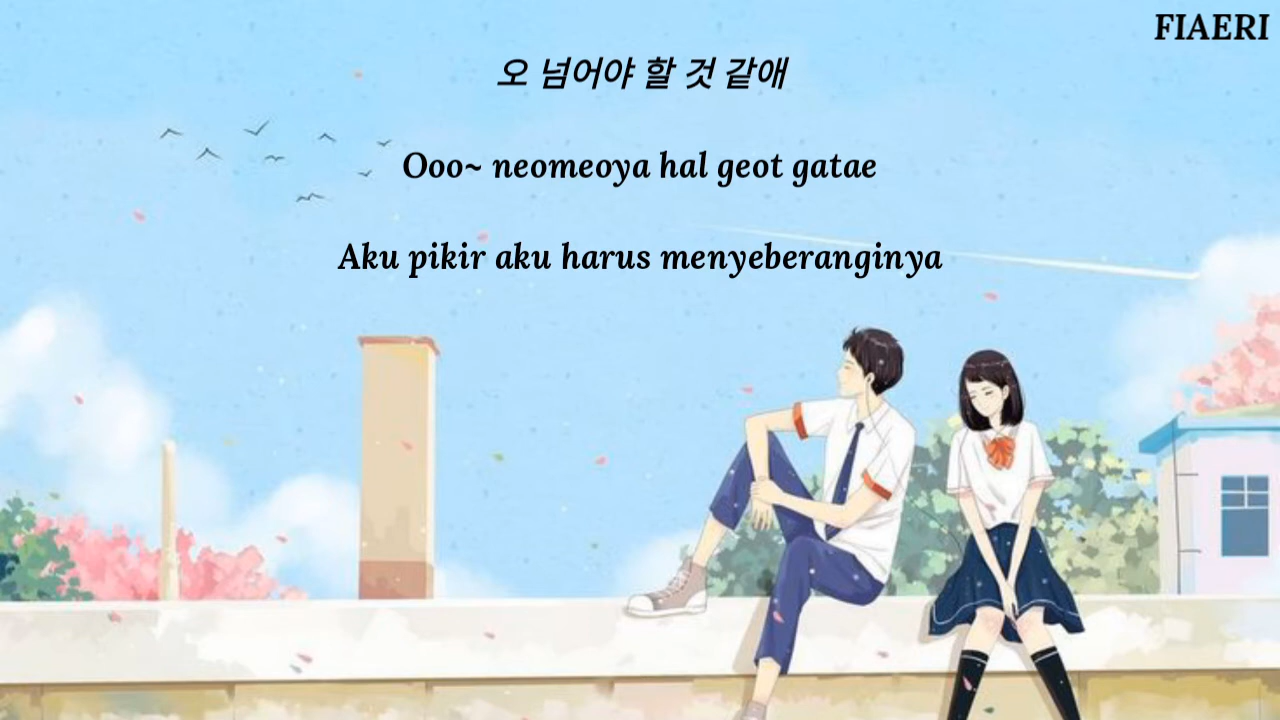 FIAERI
오 넘어야 할 것 같애
Ooo~ neomeoya hal geot gatae
Aku pikir aku harus menyeberanginya